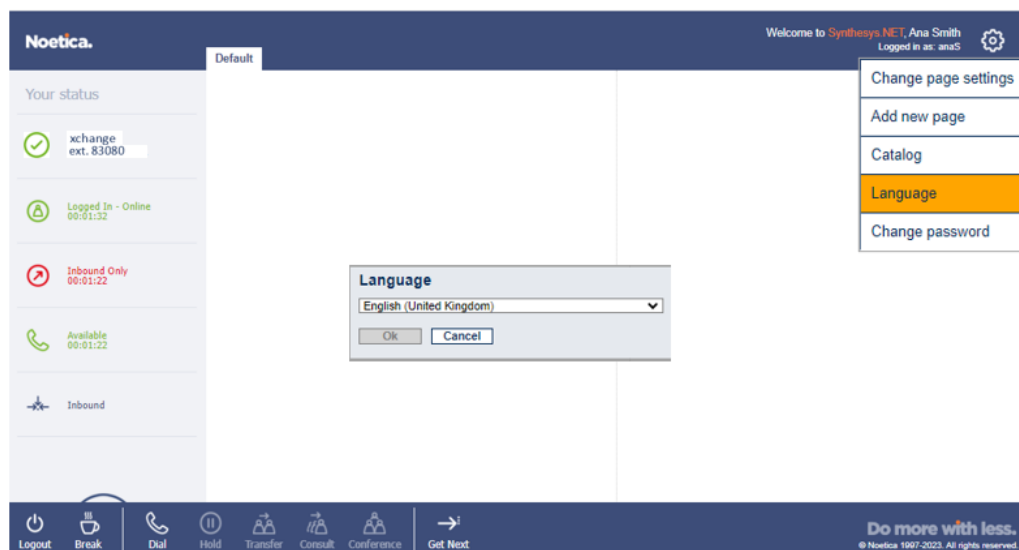 Noetica.
Default
Welcome to Synthesys.NET, Ana Smith
Logged in as: anaS
Change page settings
Add new page
Catalog
Language
Change password
Your status
xchange
ext. 83080
Logged In - Online
00:01:32
Inbound Only
00:01:22
Available
00:01:22
Inbound
Language
English (United Kingdom)
Ok Cancel
Logout Break Dial Hold Transfer Consult Conference Get Next
Do more with less.
© Noetica 1997-2023. All rights reserved.